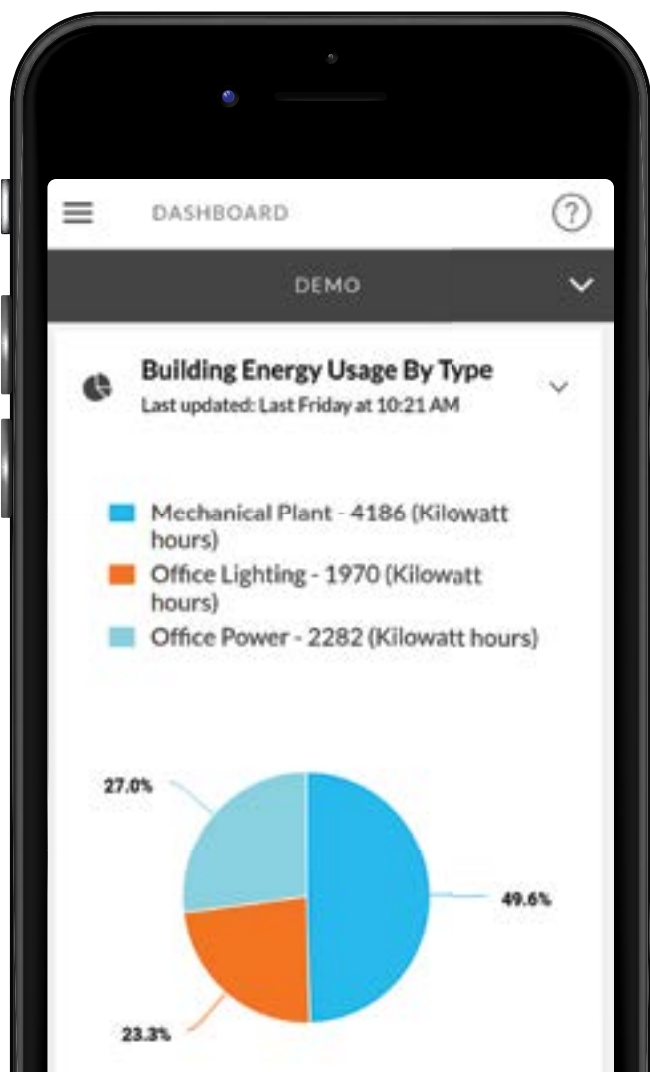 DASHBOARD
?
DEMO
Building Energy Usage By Type
Last updated: Last Friday at 10:21 AM
Mechanical Plant - 4186 (Kilowatt
hours)
Office Lighting - 1970 (Kilowatt
hours)
Office Power - 2282 (Kilowatt hours)
27.0%
49.6%
23.3%